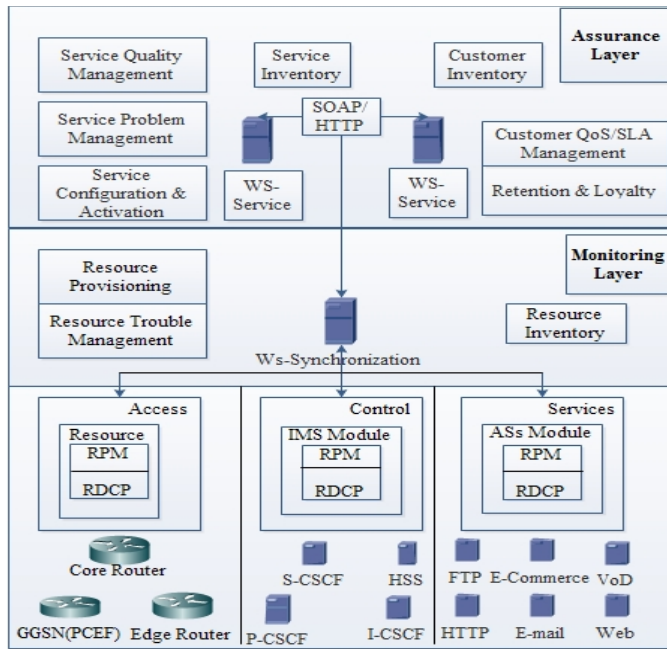 Assurance
Layer
Service Quality
Management
Service
Inventory
Customer
Inventory
Service Problem
Management
SOAP/
HTTP
Customer QoS/SLA
Management
Service
Configuration &
Activation
WS-
Service
WS-
Service
Retention & Loyalty
Monitoring
Layer
Resource
Provisioning
Resource Trouble
Management
Resource
Inventory
Ws-Synchronization
Access
Resource
RPM
RDCP
Core Router
GGSN(PCEF)
Edge Router
Control
IMS Module
RPM
RDCP
S-CSCF
HSS
P-CSCF
I-CSCF
Services
ASs Module
RPM
RDCP
FTP
E-Commerce
VoD
HTTP
E-mail
Web